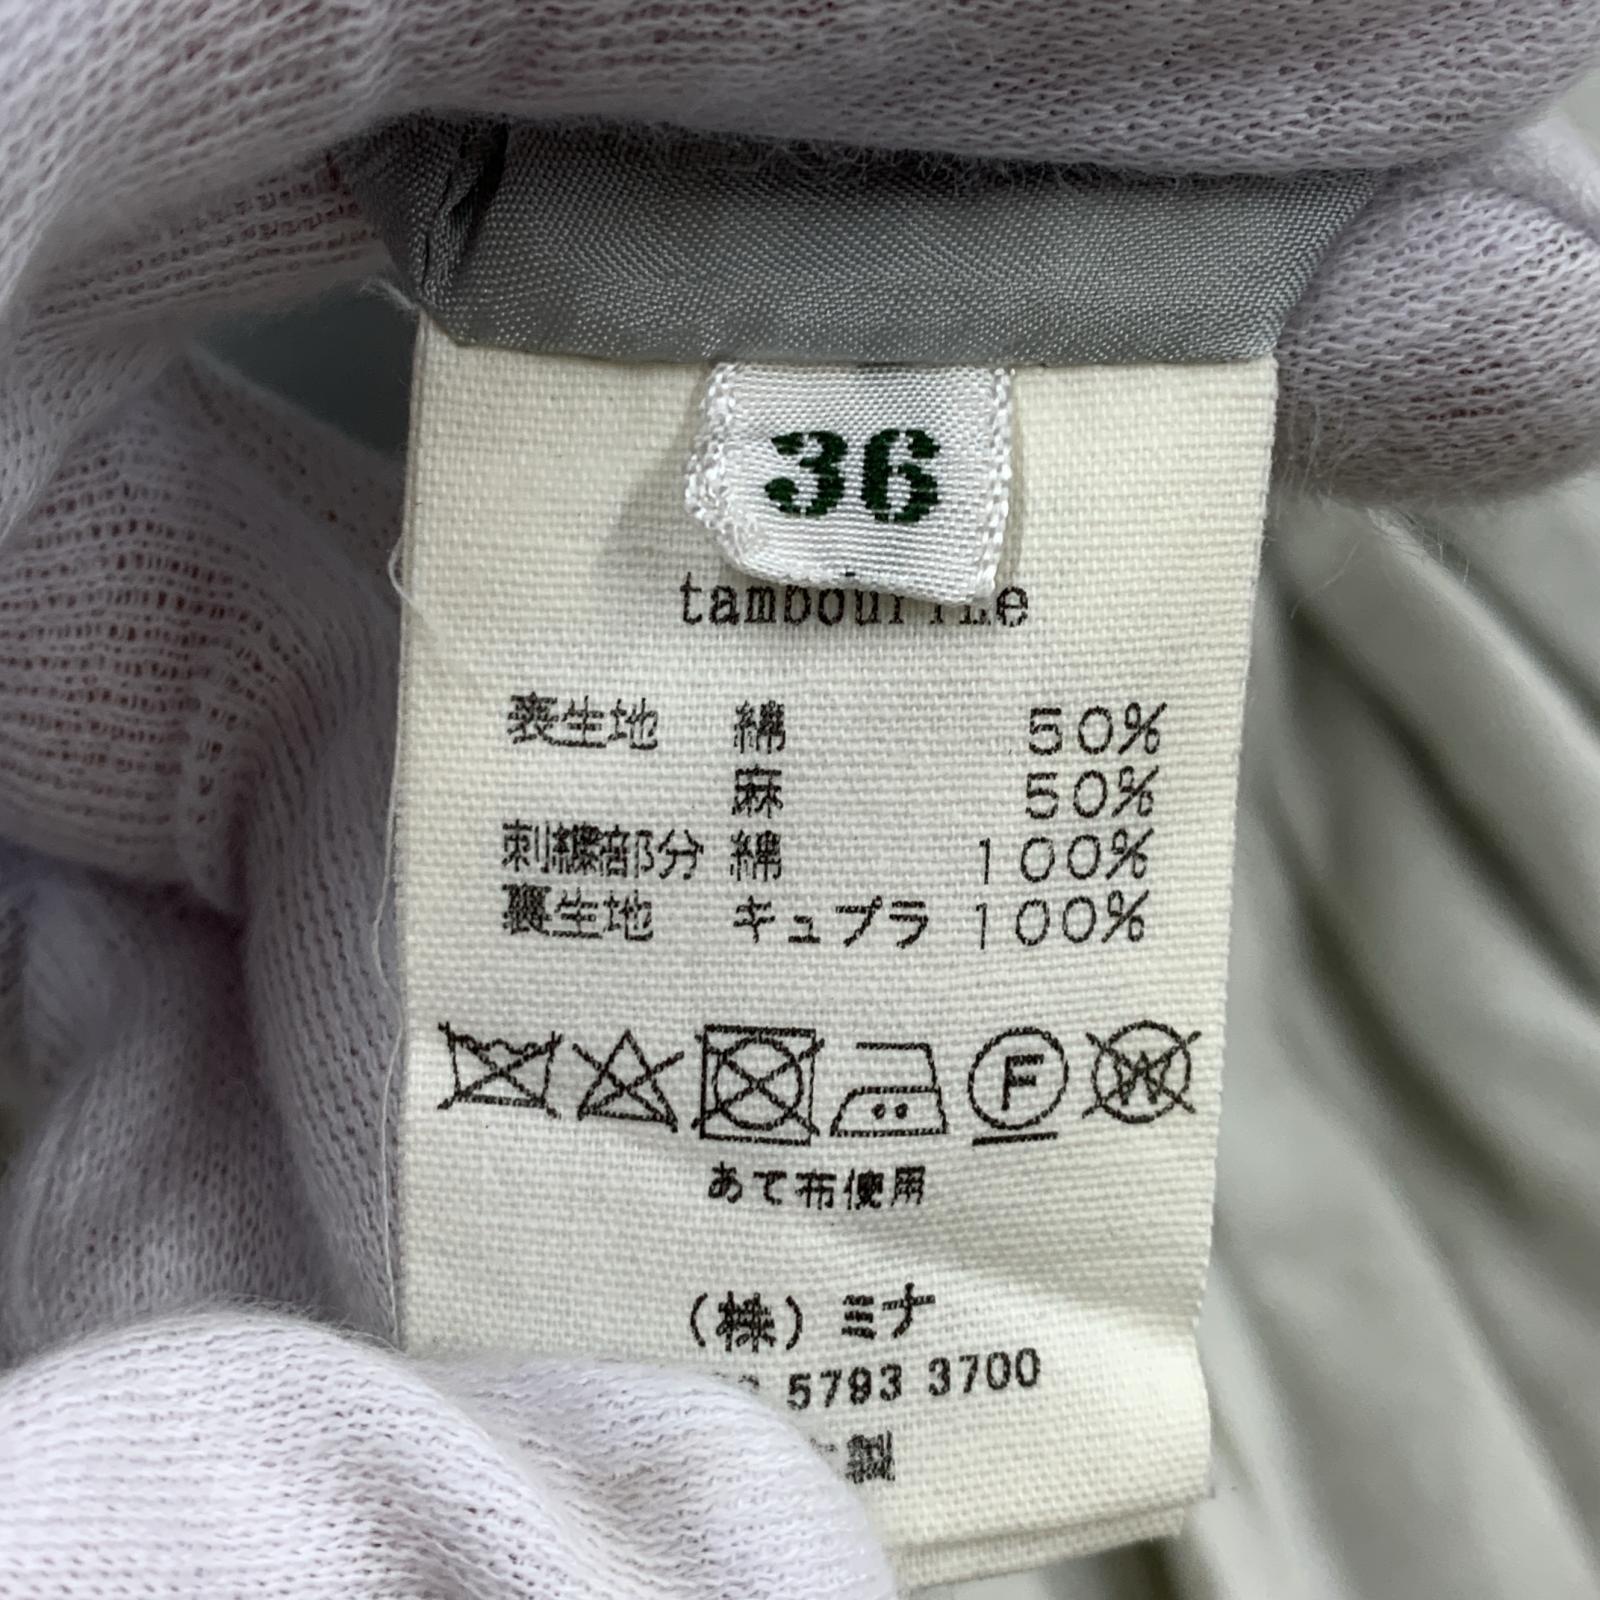 36
表生地 綿 50%
麻 50%
刺繍部分 綿 100%
裏生地 キュプラ 100%
F
W
あて布使用
(株) ミナ
5793 3700
製